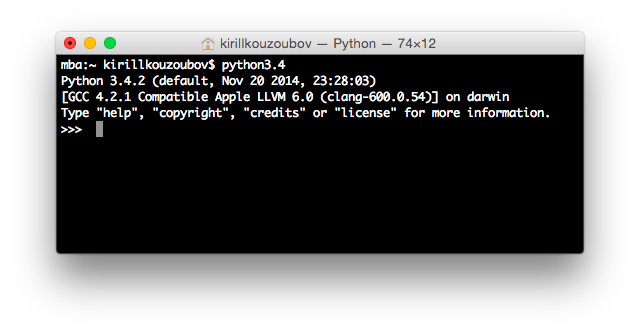 kirillkouzoubov — Python — 74×12
mba:~ kirillkouzoubov$ python3.4
Python 3.4.2 (default, Nov 20 2014, 23:28:03)
[GCC 4.2.1 Compatible Apple LLVM 6.0 (clang-600.0.54)] on darwin
Type "help", "copyright", "credits" or "license" for more information.
>>>